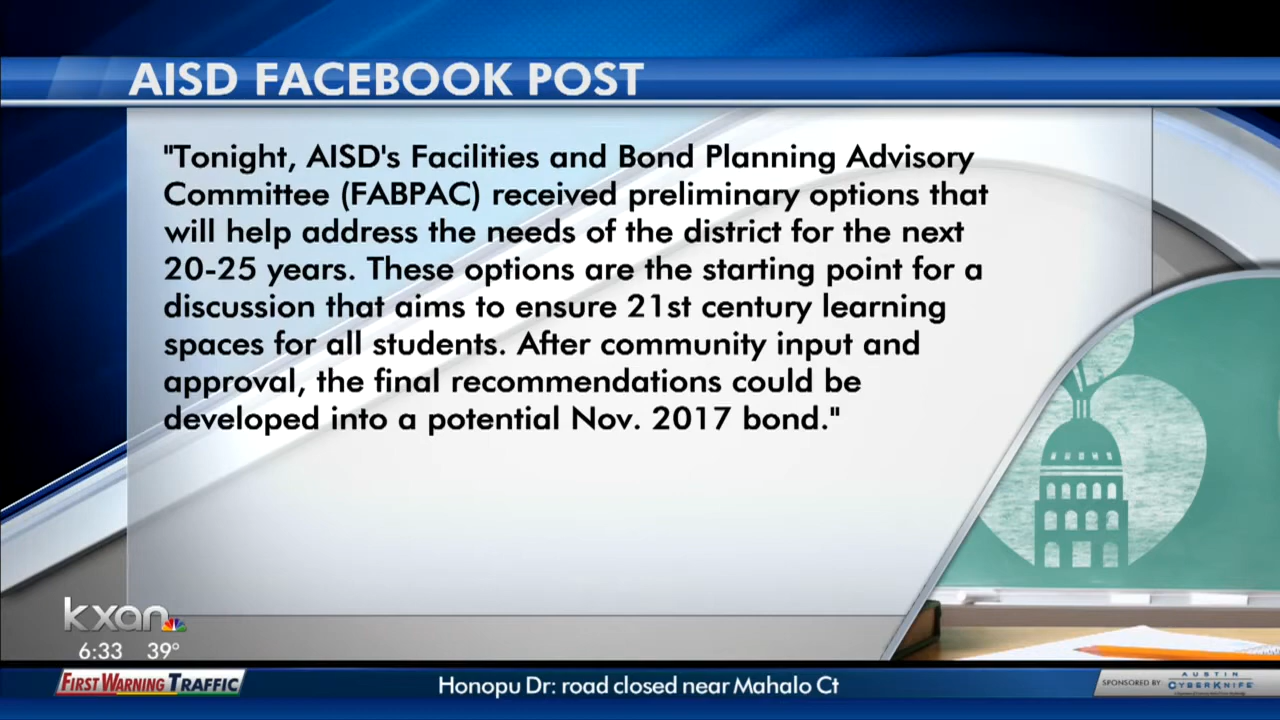 AISD FACEBOOK POST
"Tonight, AISD's Facilities and Bond Planning Advisory
Committee (FABPAC) received preliminary options that
will help address the needs of the district for the next
20-25 years. These options are the starting point for a
discussion that aims to ensure 21st century learning
spaces for all students. After community input and
approval, the final recommendations could be
developed into a potential Nov. 2017 bond."
kxan
6:33 39°
FIRST WARNING TRAFFIC
Honopu Dr: road closed near Mahalo Ct
SPONSORED BY
AUSTIN
CYBERKNIFE